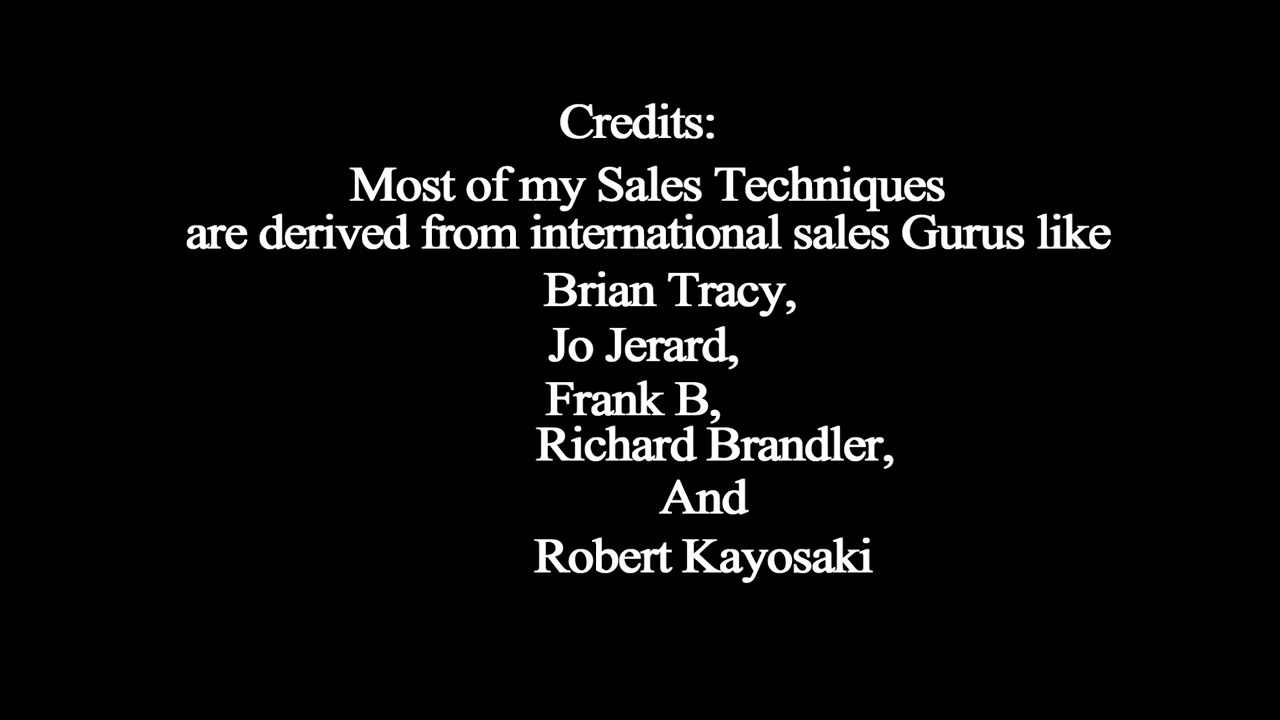 Credits:
Most of my Sales Techniques
are derived from international sales Gurus like
Brian Tracy,
Jo Jerard,
Frank B,
Richard Brandler,
And
Robert Kayosaki